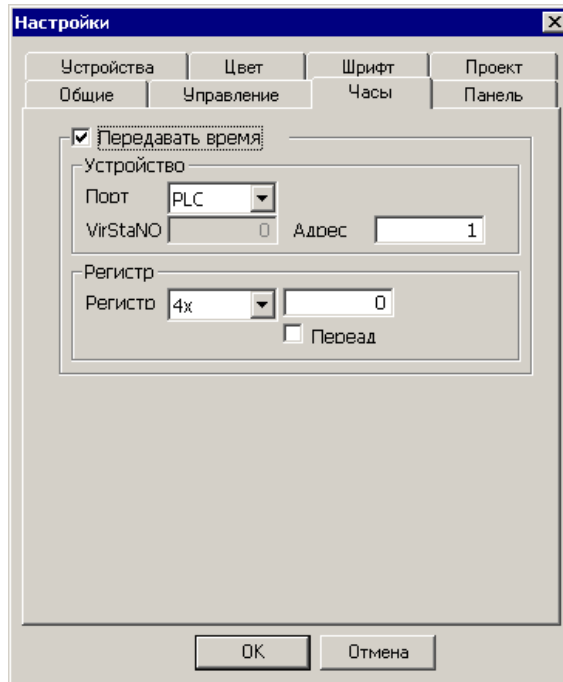 Настройки
Устройства Цвет Шрифт Проект
Общие Управление Часы Панель
Передавать время
Устройство
Порт PLC
VirStaNO 0 Адрес 1
Регистр
Регистр 4x 0
Переад
OK Отмена